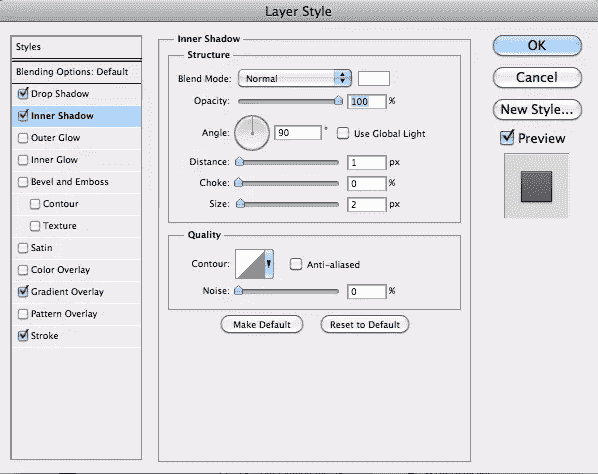 Layer Style
Styles
Blending Options: Default
Drop Shadow
Inner Shadow
Outer Glow
Inner Glow
Bevel and Emboss
Contour
Texture
Satin
Color Overlay
Gradient Overlay
Pattern Overlay
Stroke
Inner Shadow
Structure
Blend Mode: Normal
Opacity: 100 %
Angle: 90 ° Use Global Light
Distance: 1 px
Choke: 0 %
Size: 2 px
Quality
Contour: Anti-aliased
Noise: 0 %
Make Default Reset to Default
OK
Cancel
New Style...
Preview